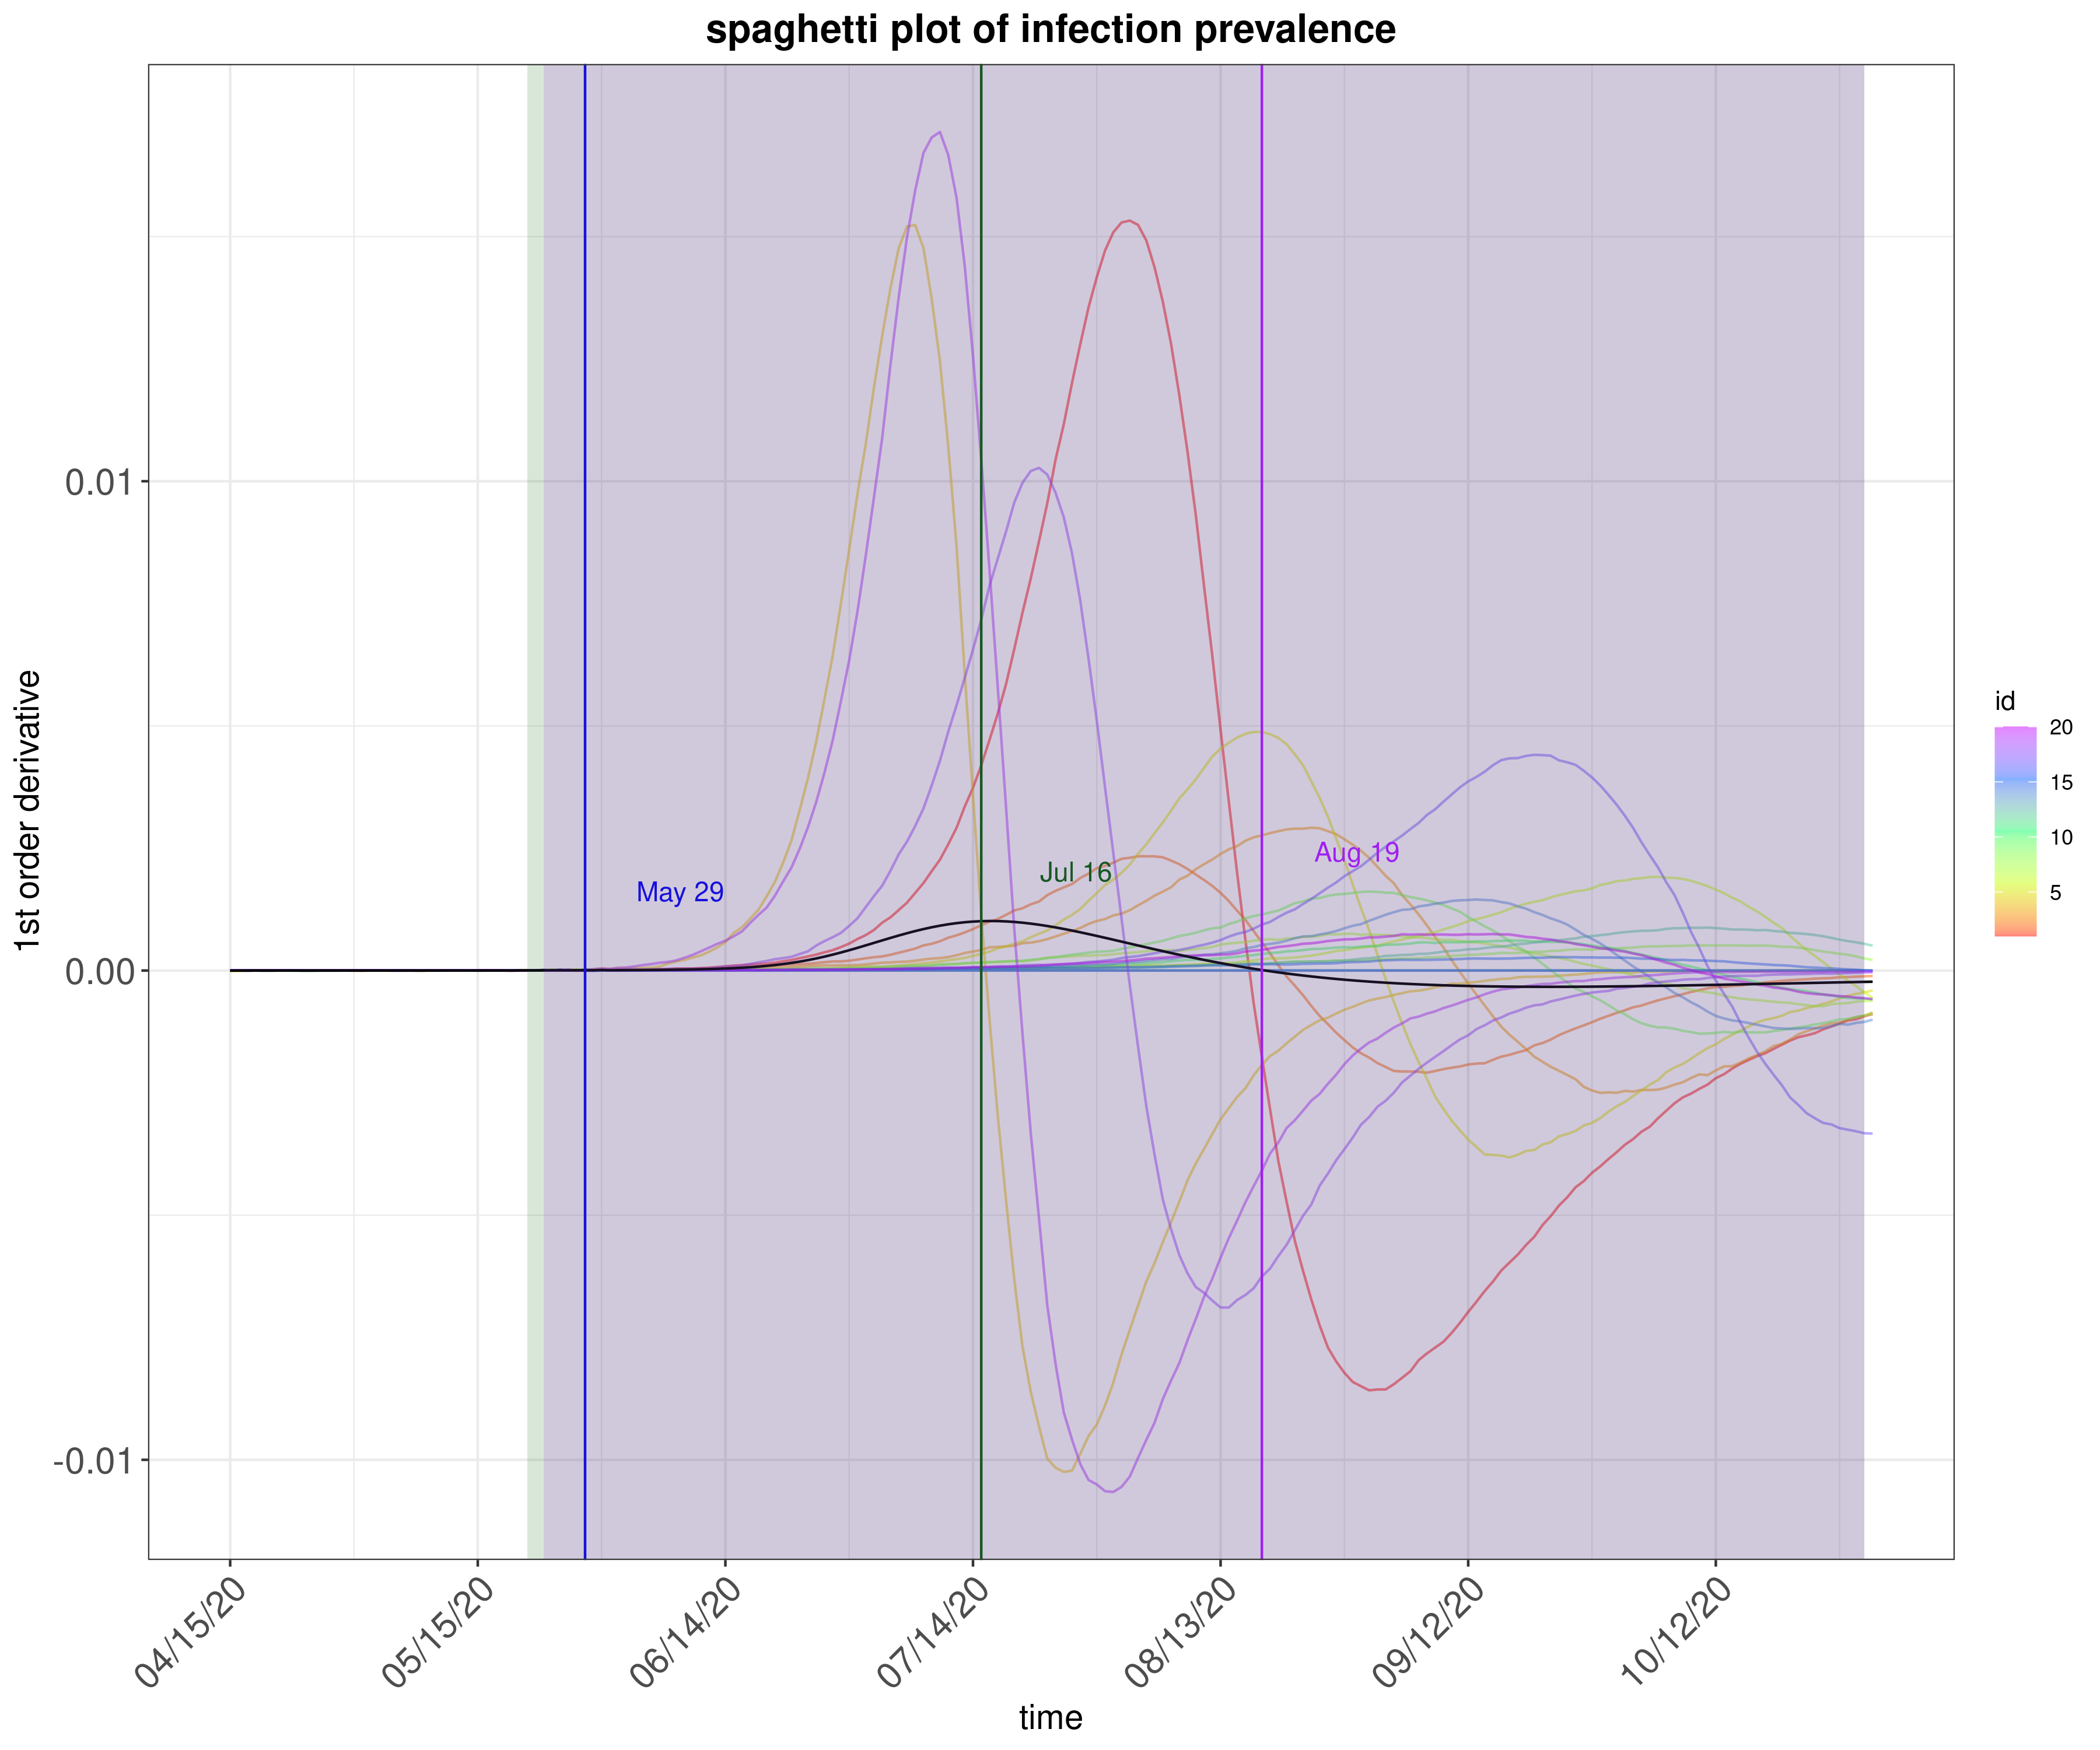 spaghetti plot of infection prevalence
1st order derivative
0.01
0.00
-0.01
May 29
Jul 16
Aug 19
04/15/20
05/15/20
06/14/20
07/14/20
08/13/20
09/12/20
10/12/20
time
id
20
15
10
5